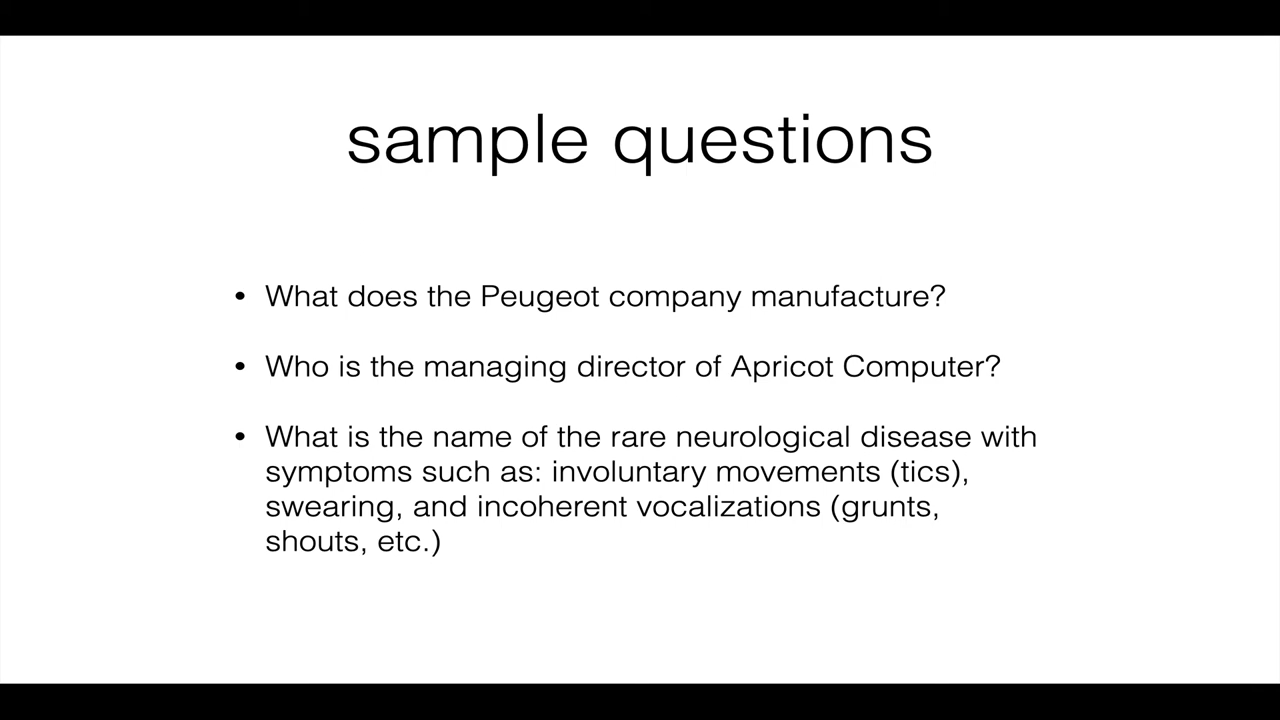 sample questions
• What does the Peugeot company manufacture?
• Who is the managing director of Apricot Computer?
• What is the name of the rare neurological disease with
symptoms such as: involuntary movements (tics),
swearing, and incoherent vocalizations (grunts,
shouts, etc.)